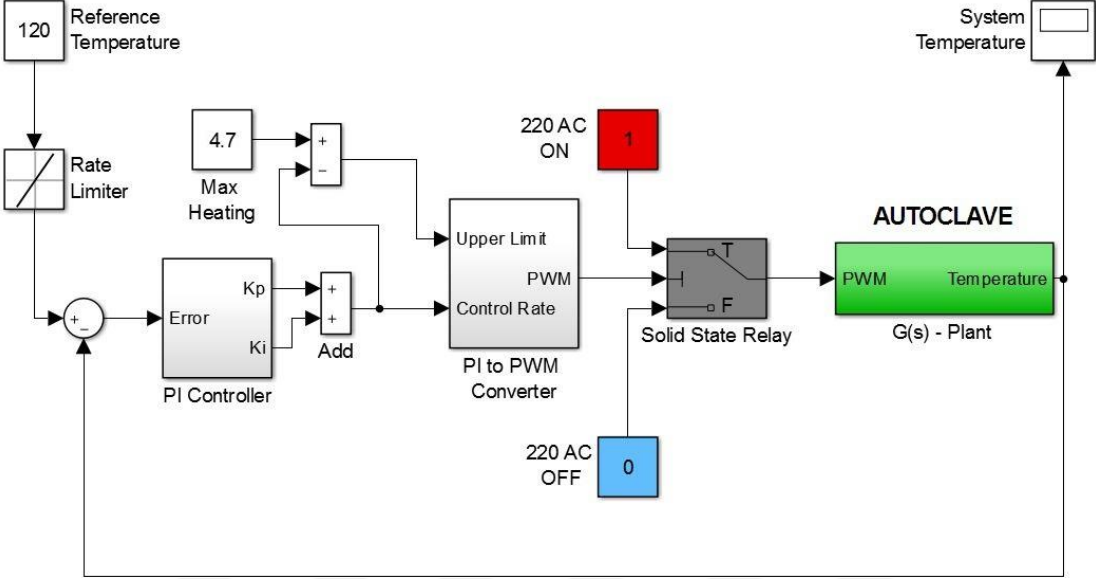 120
Reference
Temperature
System
Temperature
Rate
Limiter
4.7
Max
Heating
+
−
220 AC
ON
1
AUTOCLAVE
Upper Limit
PWM
Control Rate
PI to PWM
Converter
T
F
Solid State Relay
PWM
Temperature
G(s) - Plant
+
−
Error
Kp
Ki
PI Controller
+
+
Add
220 AC
OFF
0